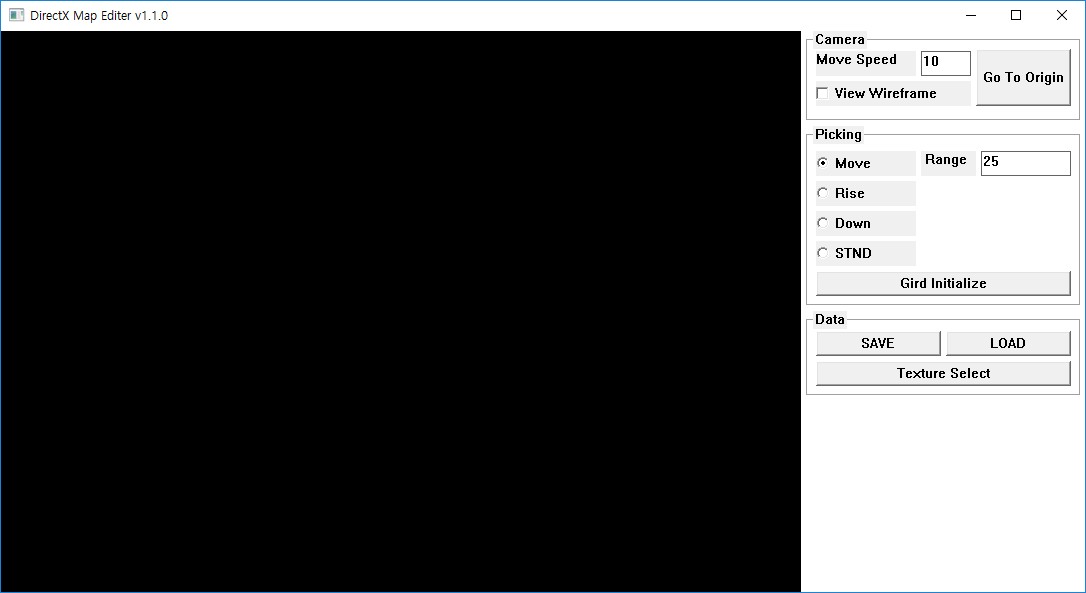 DirectX Map Editer v1.1.0
Camera
Move Speed 10
Go To Origin
View Wireframe
Picking
Move
Range 25
Rise
Down
STND
Gird Initialize
Data
SAVE LOAD
Texture Select